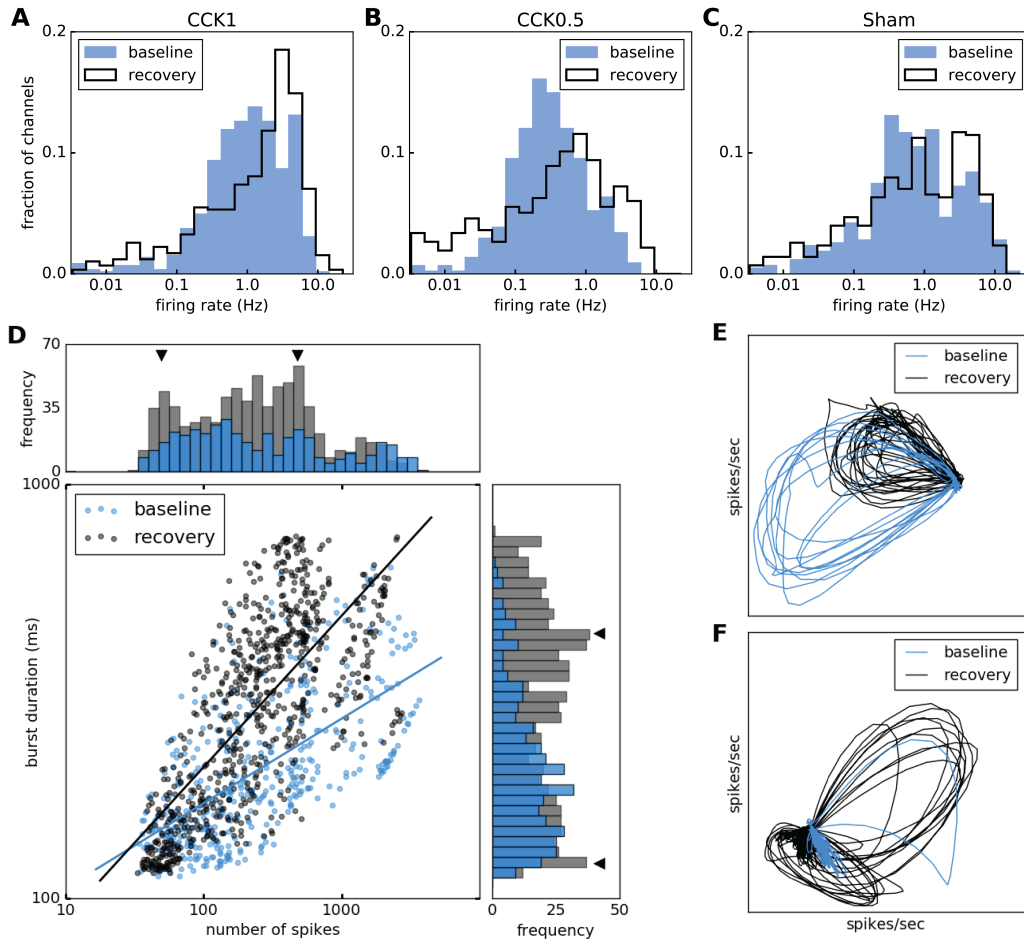 A
CCK1
0.2
baseline
recovery
0.1
0.0
fraction of channels
0.01
0.1
1.0
10.0
firing rate (Hz)
B
CCK0.5
0.2
baseline
recovery
0.1
0.0
0.01
0.1
1.0
10.0
firing rate (Hz)
C
Sham
0.2
baseline
recovery
0.1
0.0
0.01
0.1
1.0
10.0
firing rate (Hz)
D
70
35
0
frequency
1000
baseline
recovery
burst duration (ms)
100
10
100
1000
number of spikes
0
25
50
frequency
E
baseline
recovery
spikes/sec
F
baseline
recovery
spikes/sec
spikes/sec